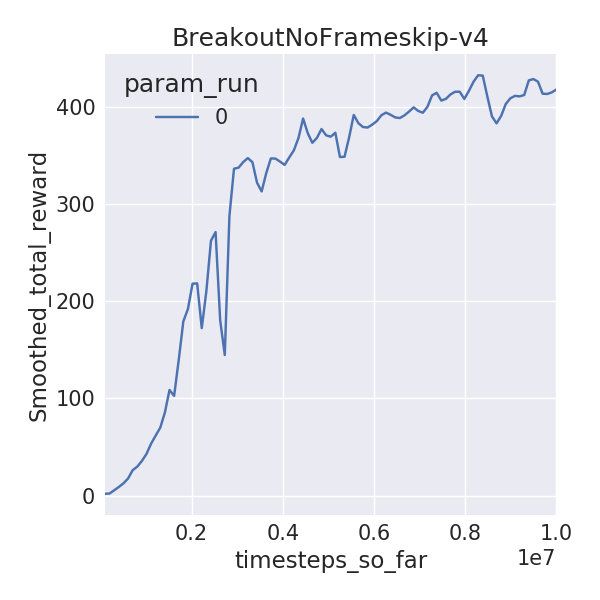 BreakoutNoFrameskip-v4
param_run
0
Smoothed_total_reward
400
300
200
100
0
0.2 0.4 0.6 0.8 1.0
1e7
timesteps_so_far